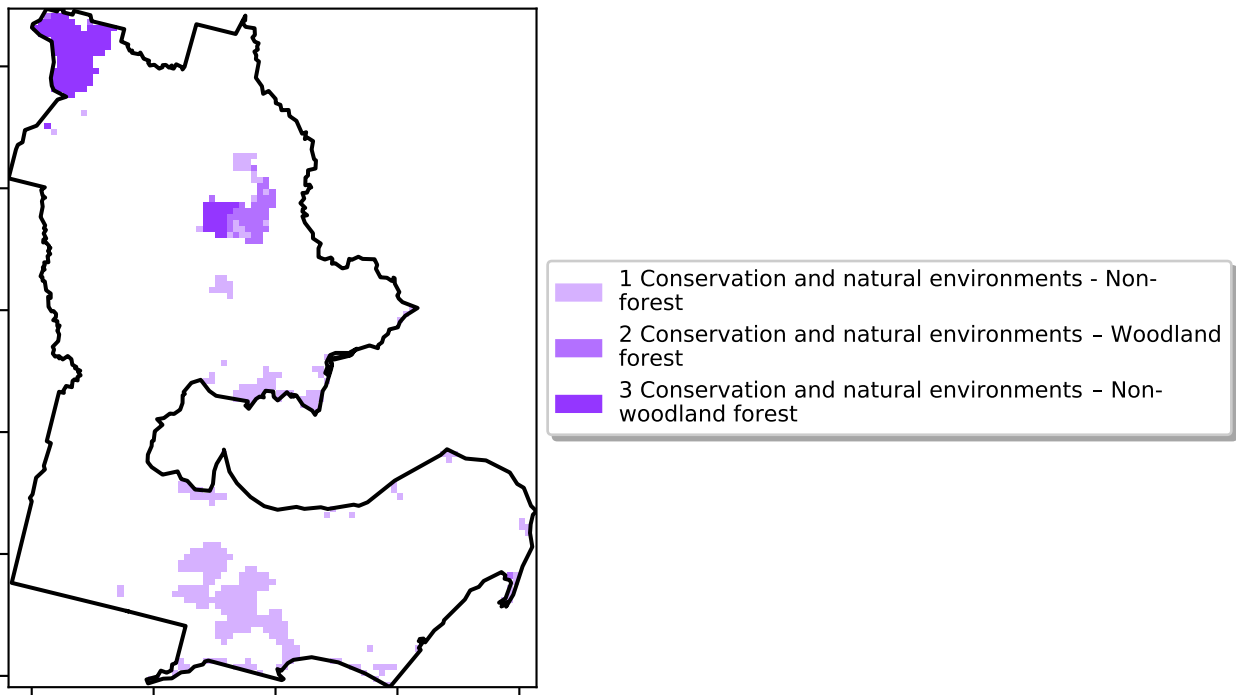 1 Conservation and natural environments - Non-
forest
2 Conservation and natural environments – Woodland
forest
3 Conservation and natural environments – Non-
woodland forest